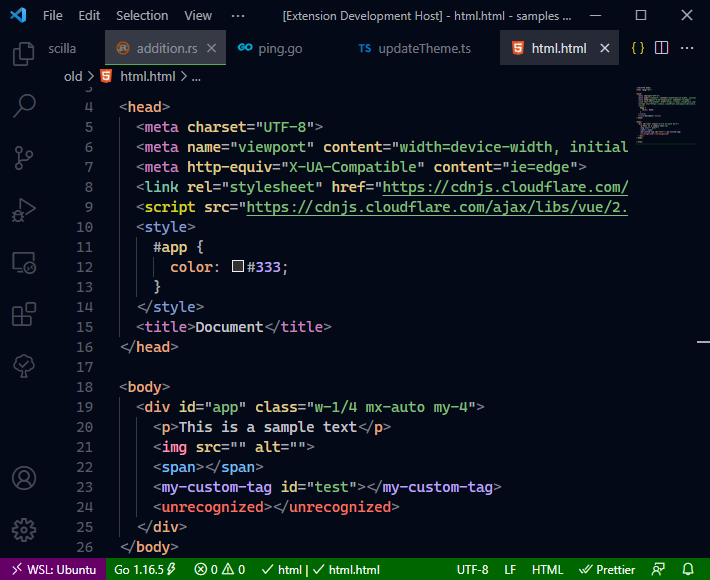 File Edit Selection View ··· [Extension Development Host] - html.html - samples ...
scilla addition.rs ping.go TS updateTheme.ts html.html {} ···
old > html.html > ...
3
4 <head>
5 <meta charset="UTF-8">
6 <meta name="viewport" content="width=device-width, initial
7 <meta http-equiv="X-UA-Compatible" content="ie=edge">
8 <link rel="stylesheet" href="https://cdnjs.cloudflare.com/
9 <script src="https://cdnjs.cloudflare.com/ajax/libs/vue/2.
10 <style>
11 #app {
12 color: #333;
13 }
14 </style>
15 <title>Document</title>
16 </head>
17
18 <body>
19 <div id="app" class="w-1/4 mx-auto my-4">
20 <p>This is a sample text</p>
21 <img src="" alt="">
22 <span></span>
23 <my-custom-tag id="test"></my-custom-tag>
24 <unrecognized></unrecognized>
25 </div>
26 </body>
WSL: Ubuntu Go 1.16.5 0 0 ✓ html | ✓ html.html UTF-8 LF HTML Prettier